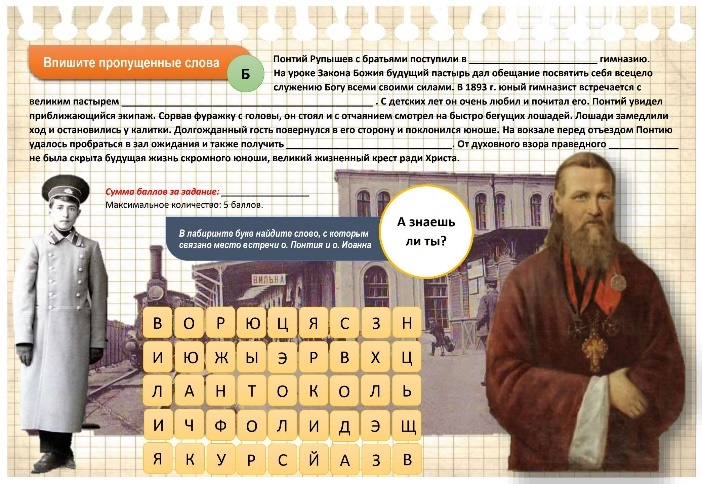 Впишите пропущенные слова
Б
Понтий Рупышев с братьями поступили в ______________________ гимназию.
На уроке Закона Божия будущий пастырь дал обещание посвятить себя всецело
служению Богу всеми своими силами. В 1893 г. юный гимназист встречается с
великим пастырем ____________________________________________ . С детских лет он очень любил и почитал его. Понтий увидел
приближающийся экипаж. Сорвав фуражку с головы, он стоял и с отчаянием смотрел на быстро бегущих лошадей. Лошади замедлили
ход и остановились у калитки. Долгожданный гость повернулся в его сторону и поклонился юноше. На вокзале перед отъездом Понтию
удалось пробраться в зал ожидания и также получить ____________________________. От духовного взора праведного ____________
не была скрыта будущая жизнь скромного юноши, великий жизненный крест ради Христа.
Сумма баллов за задание: _______________
Максимальное количество: 5 баллов.
В лабиринте букв найдите слово, с которым
связано место встречи о. Понтия и о. Иоанна
А знаешь
ли ты?
ВИЛЬНА
В О Р Ю Ц Я С З Н
И Ю Ж Ы Э Р В Х Ц
Л А Н Т О К О Л Ь
И Ч Ф О Л И Д Э Щ
Я К У Р С Й А З В